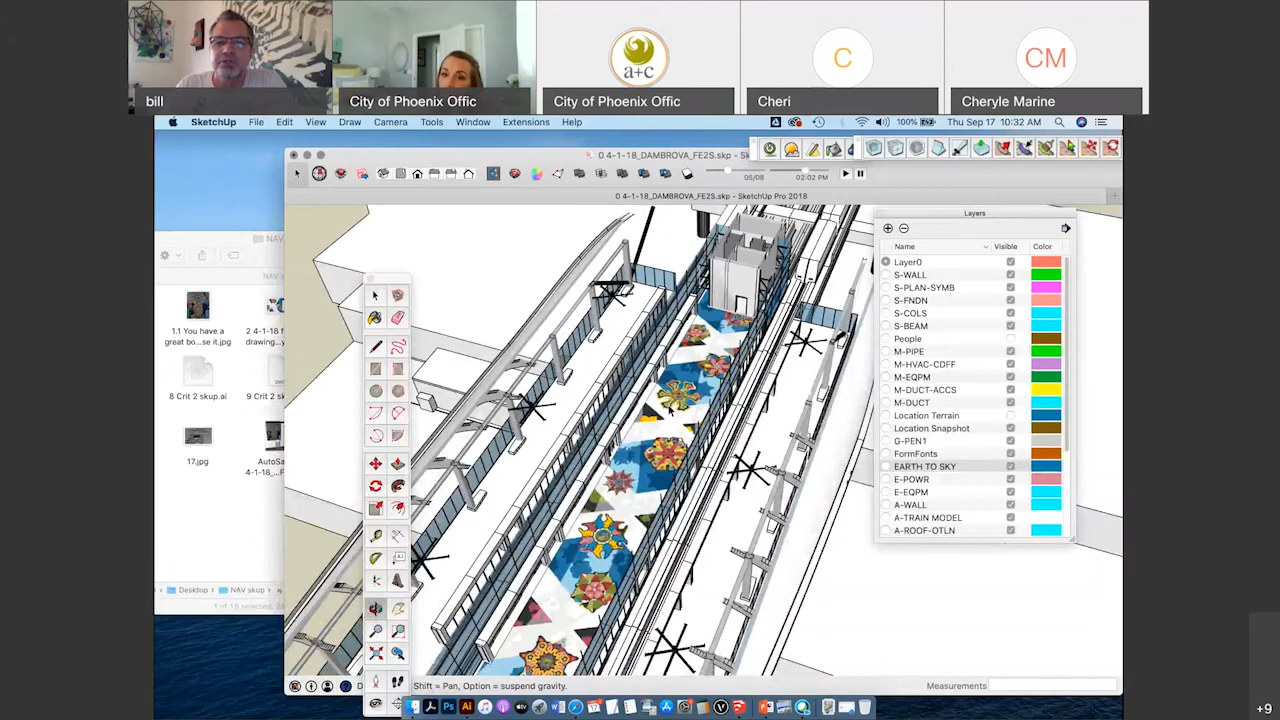 a+c
C
CM
bill
City of Phoenix Offic
City of Phoenix Offic
Cheri
Cheryle Marine
SketchUp File Edit View Draw Camera Tools Window Extensions Help
100% Thu Sep 17 10:32 AM
0 4-1-18_DAMBROVA_FE2S.skp - Sk
05/08 02:02 PM
0 4-1-18_DAMBROVA_FE2S.skp - SketchUp Pro 2018
Layers
Name Visible Color
Layer0
S-WALL
S-PLAN-SYMB
S-FNDN
S-COLS
S-BEAM
People
M-PIPE
M-HVAC-CDFF
M-EQPM
M-DUCT-ACCS
M-DUCT
Location Terrain
Location Snapshot
G-PEN1
FormFonts
EARTH TO SKY
E-POWR
E-EQPM
A-WALL
A-TRAIN MODEL
A-ROOF-OTLN
NAV
NAV s
1.1 You have a
great bo...e it.jpg
2 4-1-18 f
drawing...
8 Crit 2 skup.ai
9 Crit 2 sk
17.jpg
AutoSa
4-1-18_..F
Desktop › NAV skup ›
Shift = Pan, Option = suspend gravity.
Measurements
+9